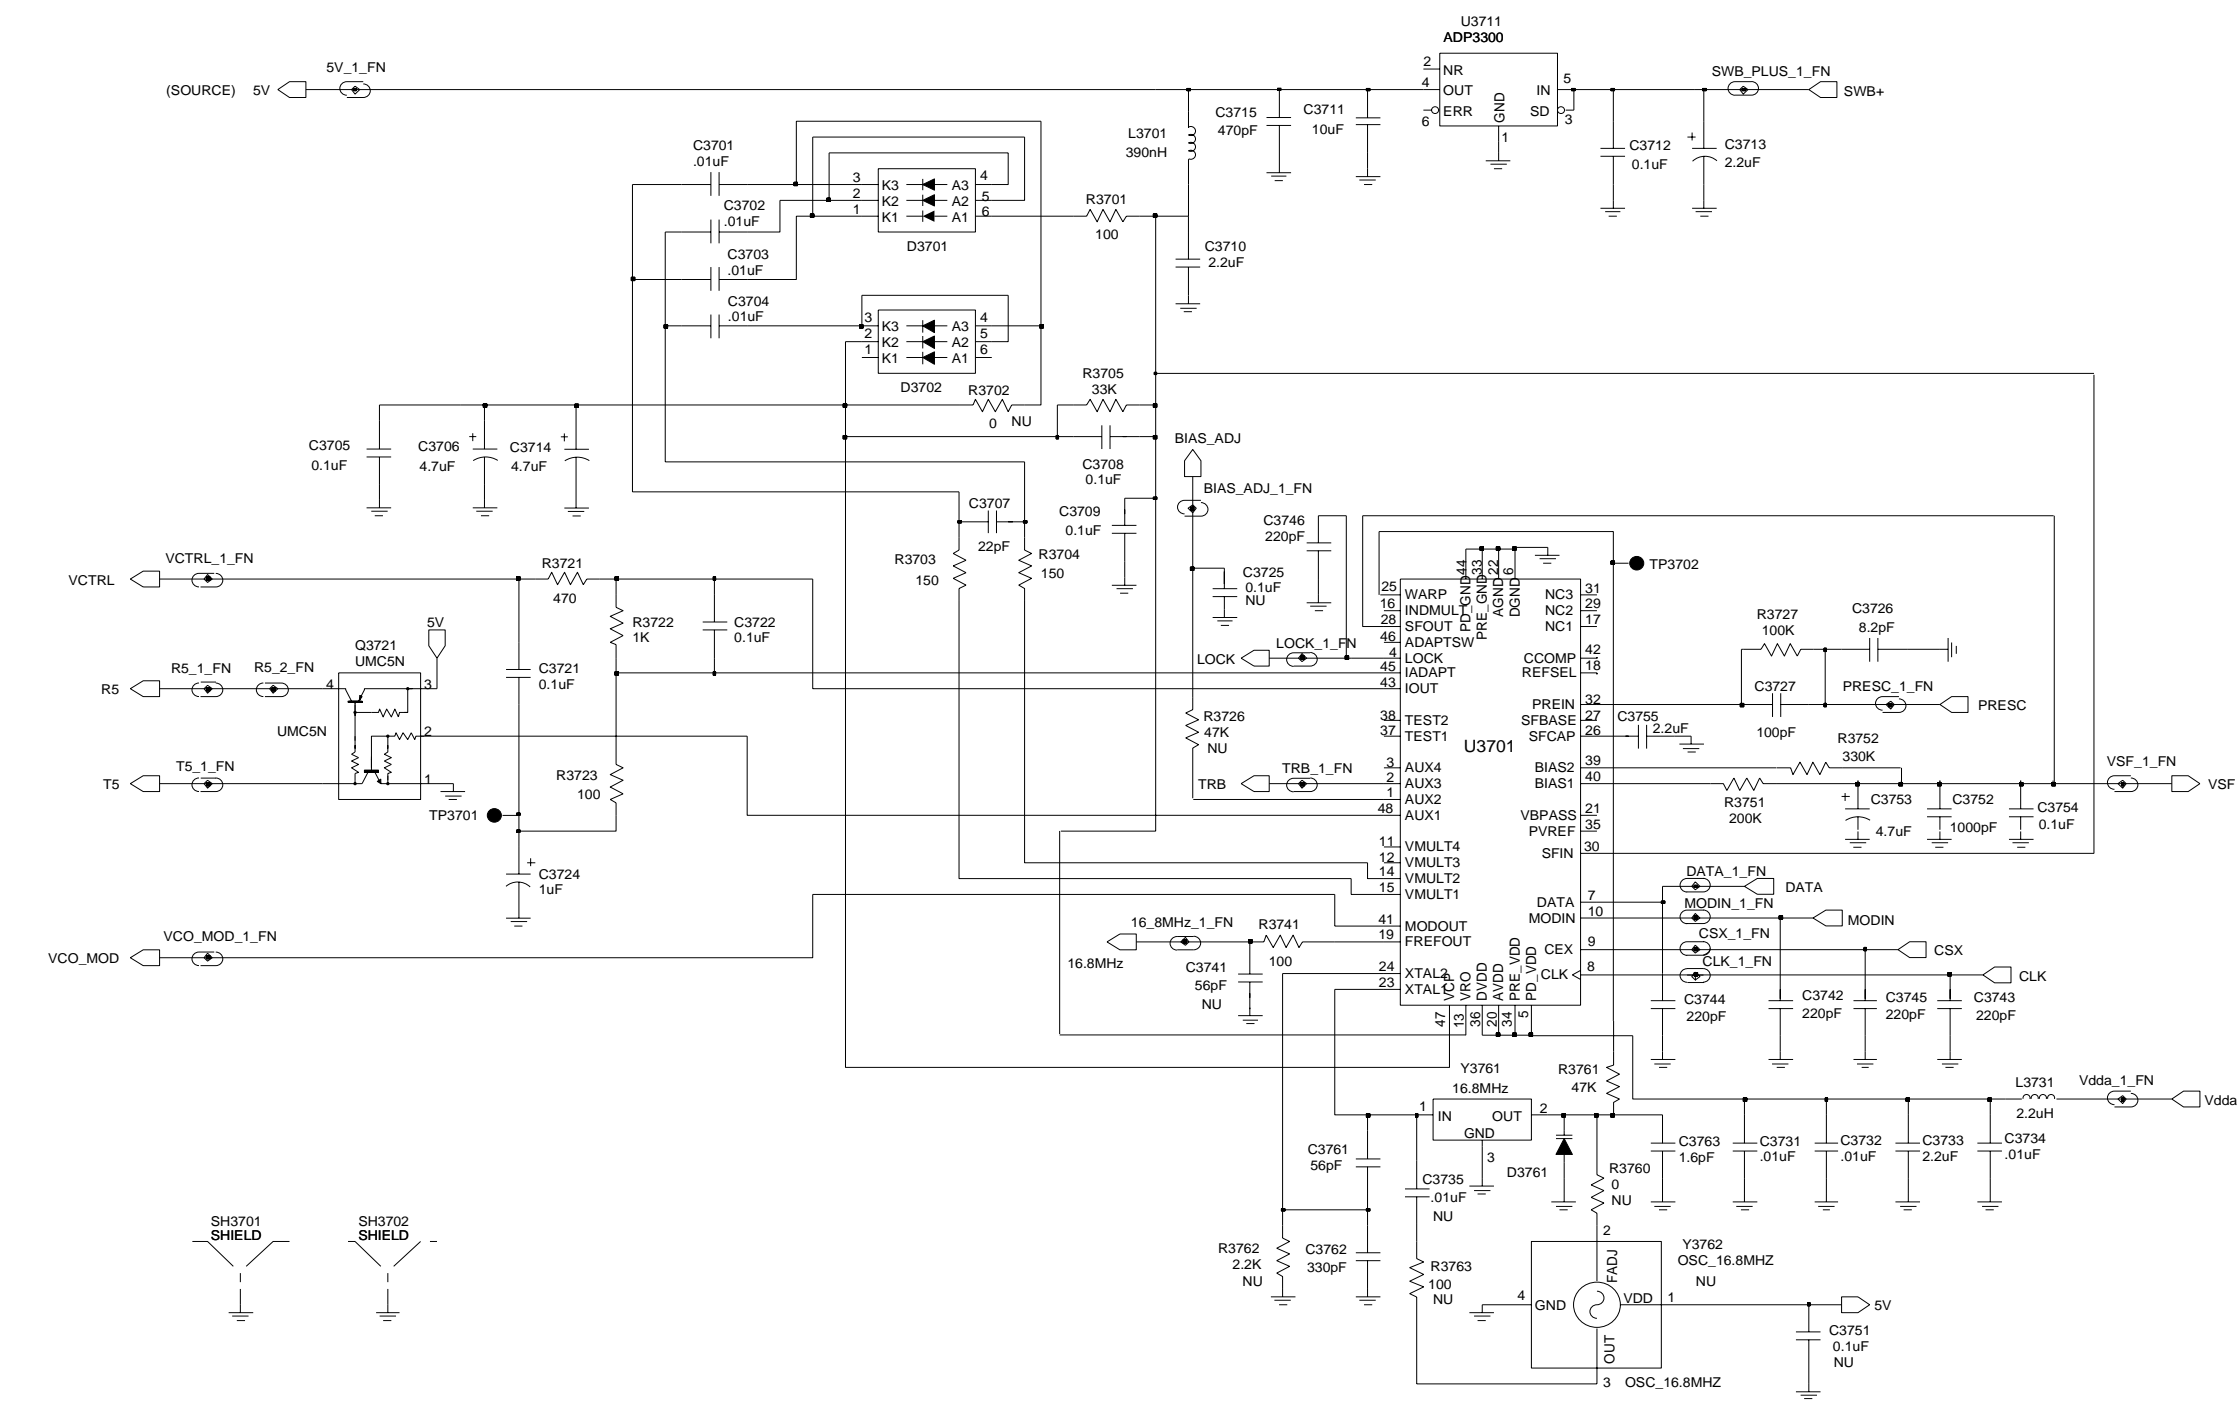 U3711
ADP3300
2 NR
4 OUT
6 ERR
GND
1
IN 5
SD 3
SWB_PLUS_1_FN
SWB+
(SOURCE) 5V
5V_1_FN
C3715
470pF
C3711
10uF
L3701
390nH
C3712
0.1uF
+
C3713
2.2uF
C3701
.01uF
C3702
.01uF
C3703
.01uF
C3704
.01uF
3 K3 A3 4
2 K2 A2 5
1 K1 A1 6
D3701
R3701
100
C3710
2.2uF
3 K3 A3 4
2 K2 A2 5
1 K1 A1 6
D3702
R3702
0 NU
R3705
33K
C3708
0.1uF
C3705
0.1uF
C3706
4.7uF
+
C3714
4.7uF
+
BIAS_ADJ
BIAS_ADJ_1_FN
C3707
22pF
R3703
150
R3704
150
C3709
0.1uF
C3746
220pF
C3725
0.1uF
NU
VCTRL
VCTRL_1_FN
R3721
470
R3722
1K
C3722
0.1uF
C3721
0.1uF
5V
Q3721
UMC5N
R5
R5_1_FN
R5_2_FN
4
3
UMC5N
2
1
T5
T5_1_FN
R3723
100
TP3701
+
C3724
1uF
VCO_MOD
VCO_MOD_1_FN
LOCK
LOCK_1_FN
R3726
47K
NU
TRB
TRB_1_FN
TP3702
U3701
25 WARP
16 INDMULT
28 SFOUT
46 ADAPTSW
4 LOCK
45 IADAPT
43 IOUT
38 TEST2
37 TEST1
3 AUX4
2 AUX3
1 AUX2
48 AUX1
11 VMULT4
12 VMULT3
14 VMULT2
15 VMULT1
41 MODOUT
19 FREFOUT
24 XTAL2
23 XTAL1
44 PD_GND
33 PRE_GND
22 AGND
6 DGND
NC3 31
NC2 29
NC1 17
CCOMP 42
REFSEL 18
PREIN 32
SFBASE 27
SFCAP 26
BIAS2 39
BIAS1 40
VBPASS 21
PVREF 35
SFIN 30
DATA 7
MODIN 10
CEX 9
CLK 8
VCP 47
VRO 13
DVDD 36
AVDD 20
PRE_VDD 34
PD_VDD 5
R3727
100K
C3726
8.2pF
C3727
100pF
PRESC_1_FN
PRESC
C3755
2.2uF
R3752
330K
R3751
200K
+
C3753
4.7uF
C3752
1000pF
C3754
0.1uF
VSF_1_FN
VSF
DATA_1_FN
DATA
MODIN_1_FN
MODIN
CSX_1_FN
CSX
CLK_1_FN
CLK
C3744
220pF
C3742
220pF
C3745
220pF
C3743
220pF
16_8MHz_1_FN
16.8MHz
R3741
100
C3741
56pF
NU
Y3761
16.8MHz
1 IN
OUT 2
GND
3
R3761
47K
L3731
2.2uH
Vdda_1_FN
Vdda
C3761
56pF
C3735
.01uF
NU
D3761
R3760
0
NU
C3763
1.6pF
C3731
.01uF
C3732
.01uF
C3733
2.2uF
C3734
.01uF
R3762
2.2K
NU
C3762
330pF
R3763
100
NU
2
FADJ
4 GND
VDD 1
OUT
3 OSC_16.8MHZ
Y3762
OSC_16.8MHZ
NU
5V
C3751
0.1uF
NU
SH3701
SHIELD
SH3702
SHIELD